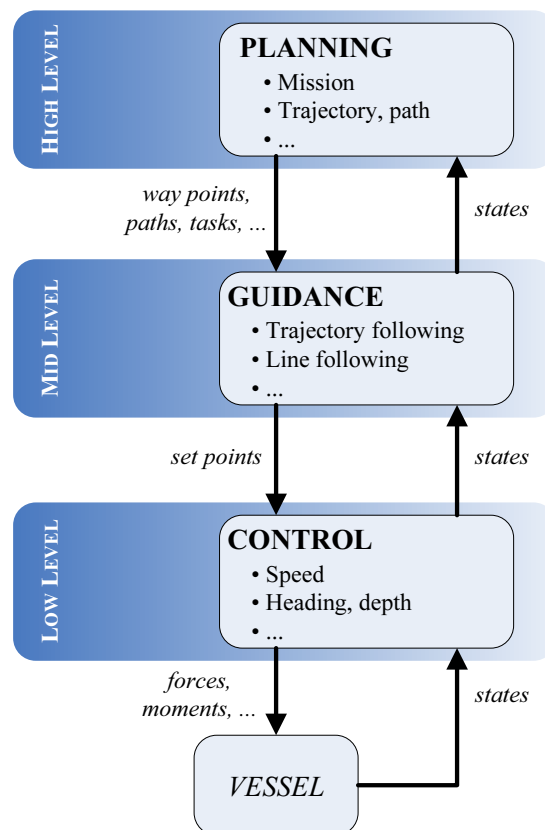 HIGH LEVEL
PLANNING
• Mission
• Trajectory, path
• ...
way points,
paths, tasks, ...
states
MID LEVEL
GUIDANCE
• Trajectory following
• Line following
• ...
set points
states
LOW LEVEL
CONTROL
• Speed
• Heading, depth
• ...
forces,
moments, ...
states
VESSEL